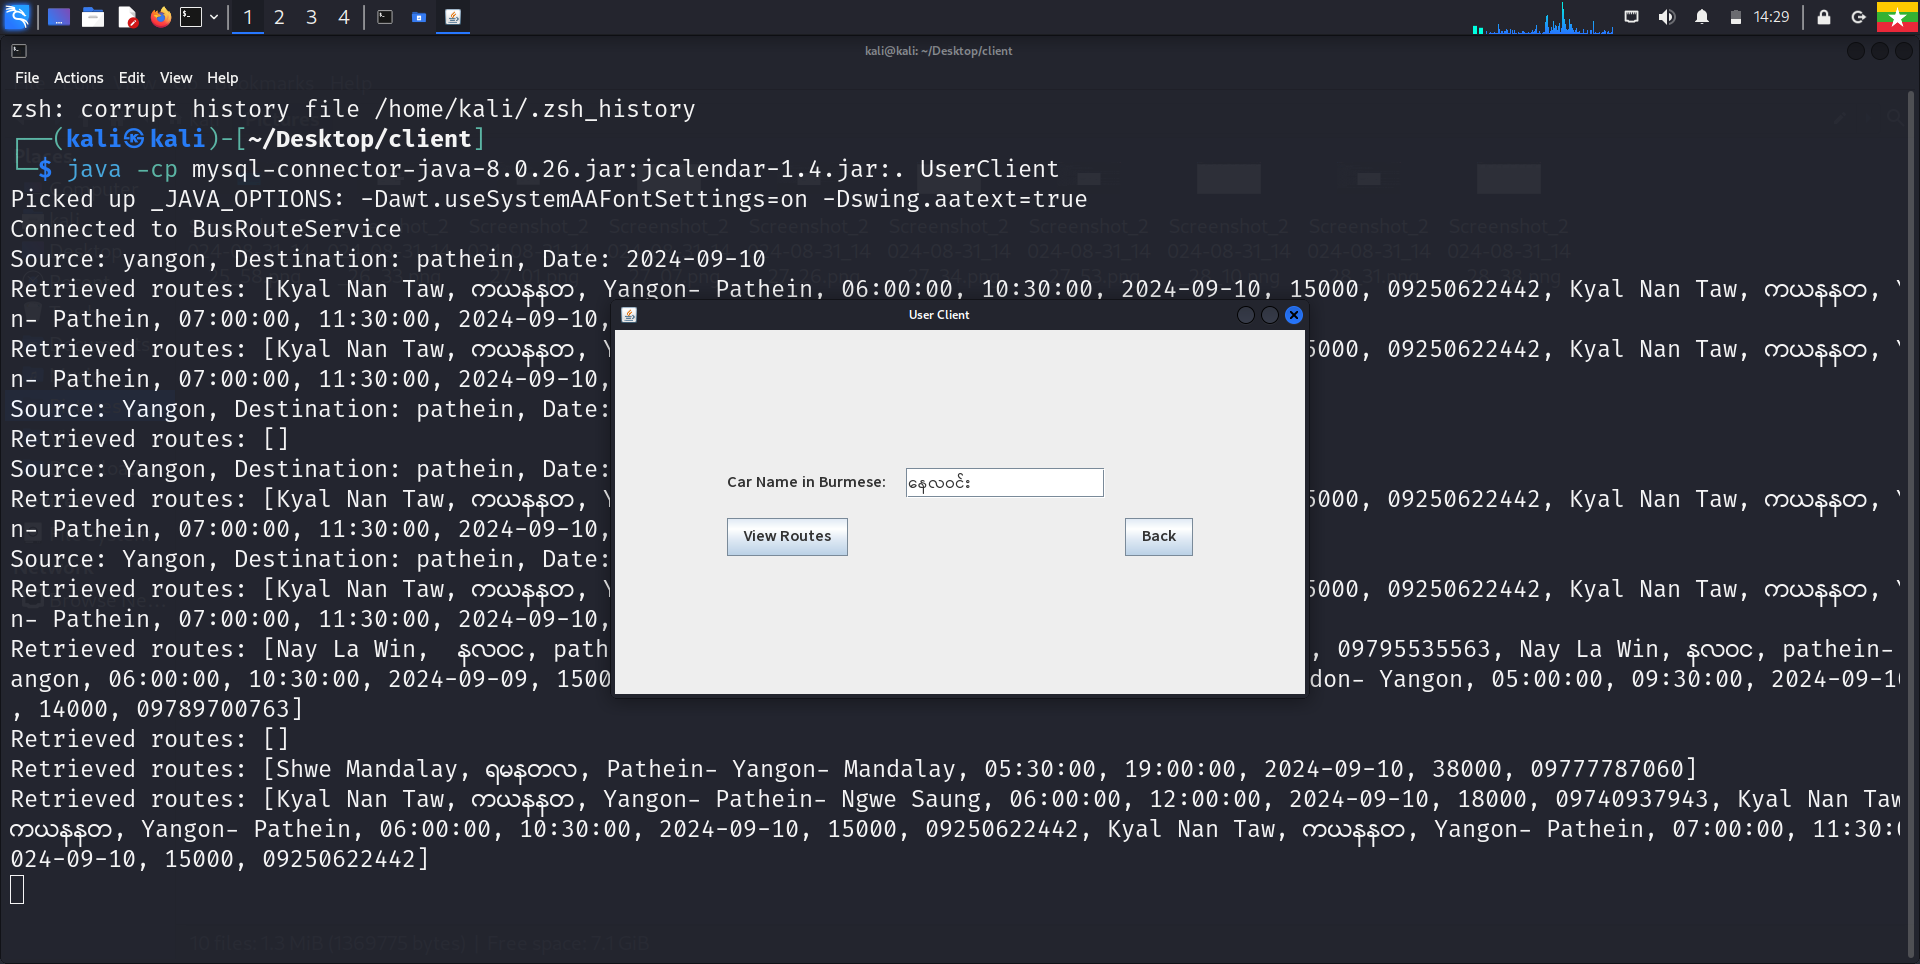 1 2 3 4
14:29
kali@kali: ~/Desktop/client
File Actions Edit View Help
zsh: corrupt history file /home/kali/.zsh_history
(kali㉿kali)-[~/Desktop/client]
$ java -cp mysql-connector-java-8.0.26.jar:jcalendar-1.4.jar:. UserClient
Picked up _JAVA_OPTIONS: -Dawt.useSystemAAFontSettings=on -Dswing.aatext=true
Connected to BusRouteService
Source: yangon, Destination: pathein, Date: 2024-09-10
Retrieved routes: [Kyal Nan Taw, ကယနနတ, Yangon- Pathein, 06:00:00, 10:30:00, 2024-09-10, 15000, 09250622442, Kyal Nan Taw, ကယနနတ,
n- Pathein, 07:00:00, 11:30:00, 2024-09-10,
Retrieved routes: [Kyal Nan Taw, ကယနနတ, 5000, 09250622442, Kyal Nan Taw, ကယနနတ,
n- Pathein, 07:00:00, 11:30:00, 2024-09-10,
Source: Yangon, Destination: pathein, Date:
Retrieved routes: []
Source: Yangon, Destination: pathein, Date:
Retrieved routes: [Kyal Nan Taw, ကယနနတ, 5000, 09250622442, Kyal Nan Taw, ကယနနတ,
n- Pathein, 07:00:00, 11:30:00, 2024-09-10,
Source: Yangon, Destination: pathein, Date:
Retrieved routes: [Kyal Nan Taw, ကယနနတ, 5000, 09250622442, Kyal Nan Taw, ကယနနတ,
n- Pathein, 07:00:00, 11:30:00, 2024-09-10,
Retrieved routes: [Nay La Win, နလဝင, path , 09795535563, Nay La Win, နလဝင, pathein-
angon, 06:00:00, 10:30:00, 2024-09-09, 1500 don- Yangon, 05:00:00, 09:30:00, 2024-09-10
, 14000, 09789700763]
Retrieved routes: []
Retrieved routes: [Shwe Mandalay, ရမနတလ, Pathein- Yangon- Mandalay, 05:30:00, 19:00:00, 2024-09-10, 38000, 09777787060]
Retrieved routes: [Kyal Nan Taw, ကယနနတ, Yangon- Pathein- Ngwe Saung, 06:00:00, 12:00:00, 2024-09-10, 18000, 09740937943, Kyal Nan Taw
ကယနနတ, Yangon- Pathein, 06:00:00, 10:30:00, 2024-09-10, 15000, 09250622442, Kyal Nan Taw, ကယနနတ, Yangon- Pathein, 07:00:00, 11:30:0
024-09-10, 15000, 09250622442]
User Client
Car Name in Burmese: နေလဝင်း
View Routes Back